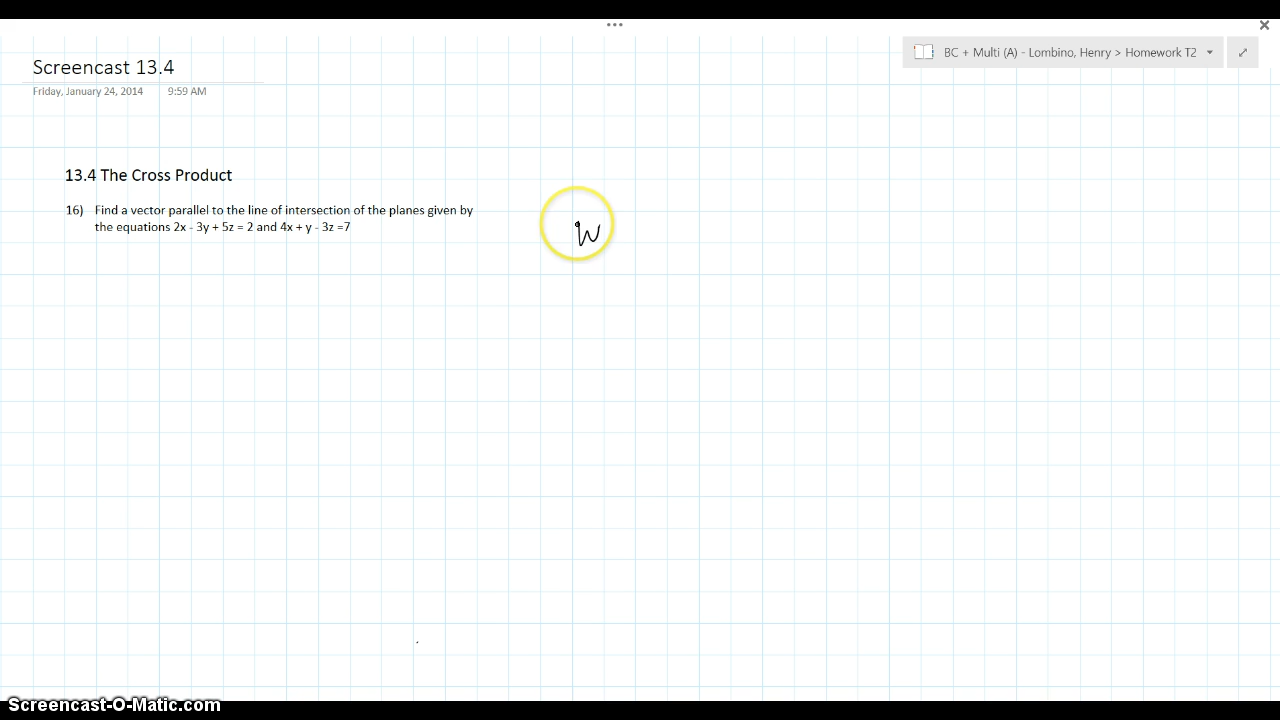 BC + Multi (A) - Lombino, Henry > Homework T2
Screencast 13.4
Friday, January 24, 2014 9:59 AM
13.4 The Cross Product
16) Find a vector parallel to the line of intersection of the planes given by
the equations 2x - 3y + 5z = 2 and 4x + y - 3z =7
W
Screencast-O-Matic.com